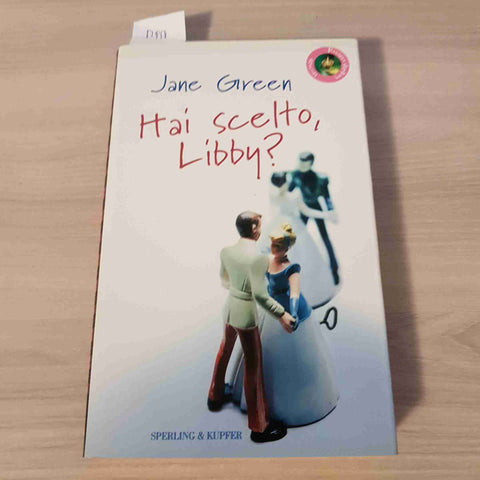 Jane Green
Hai scelto,
Libby?
SPERLING & KUPFER